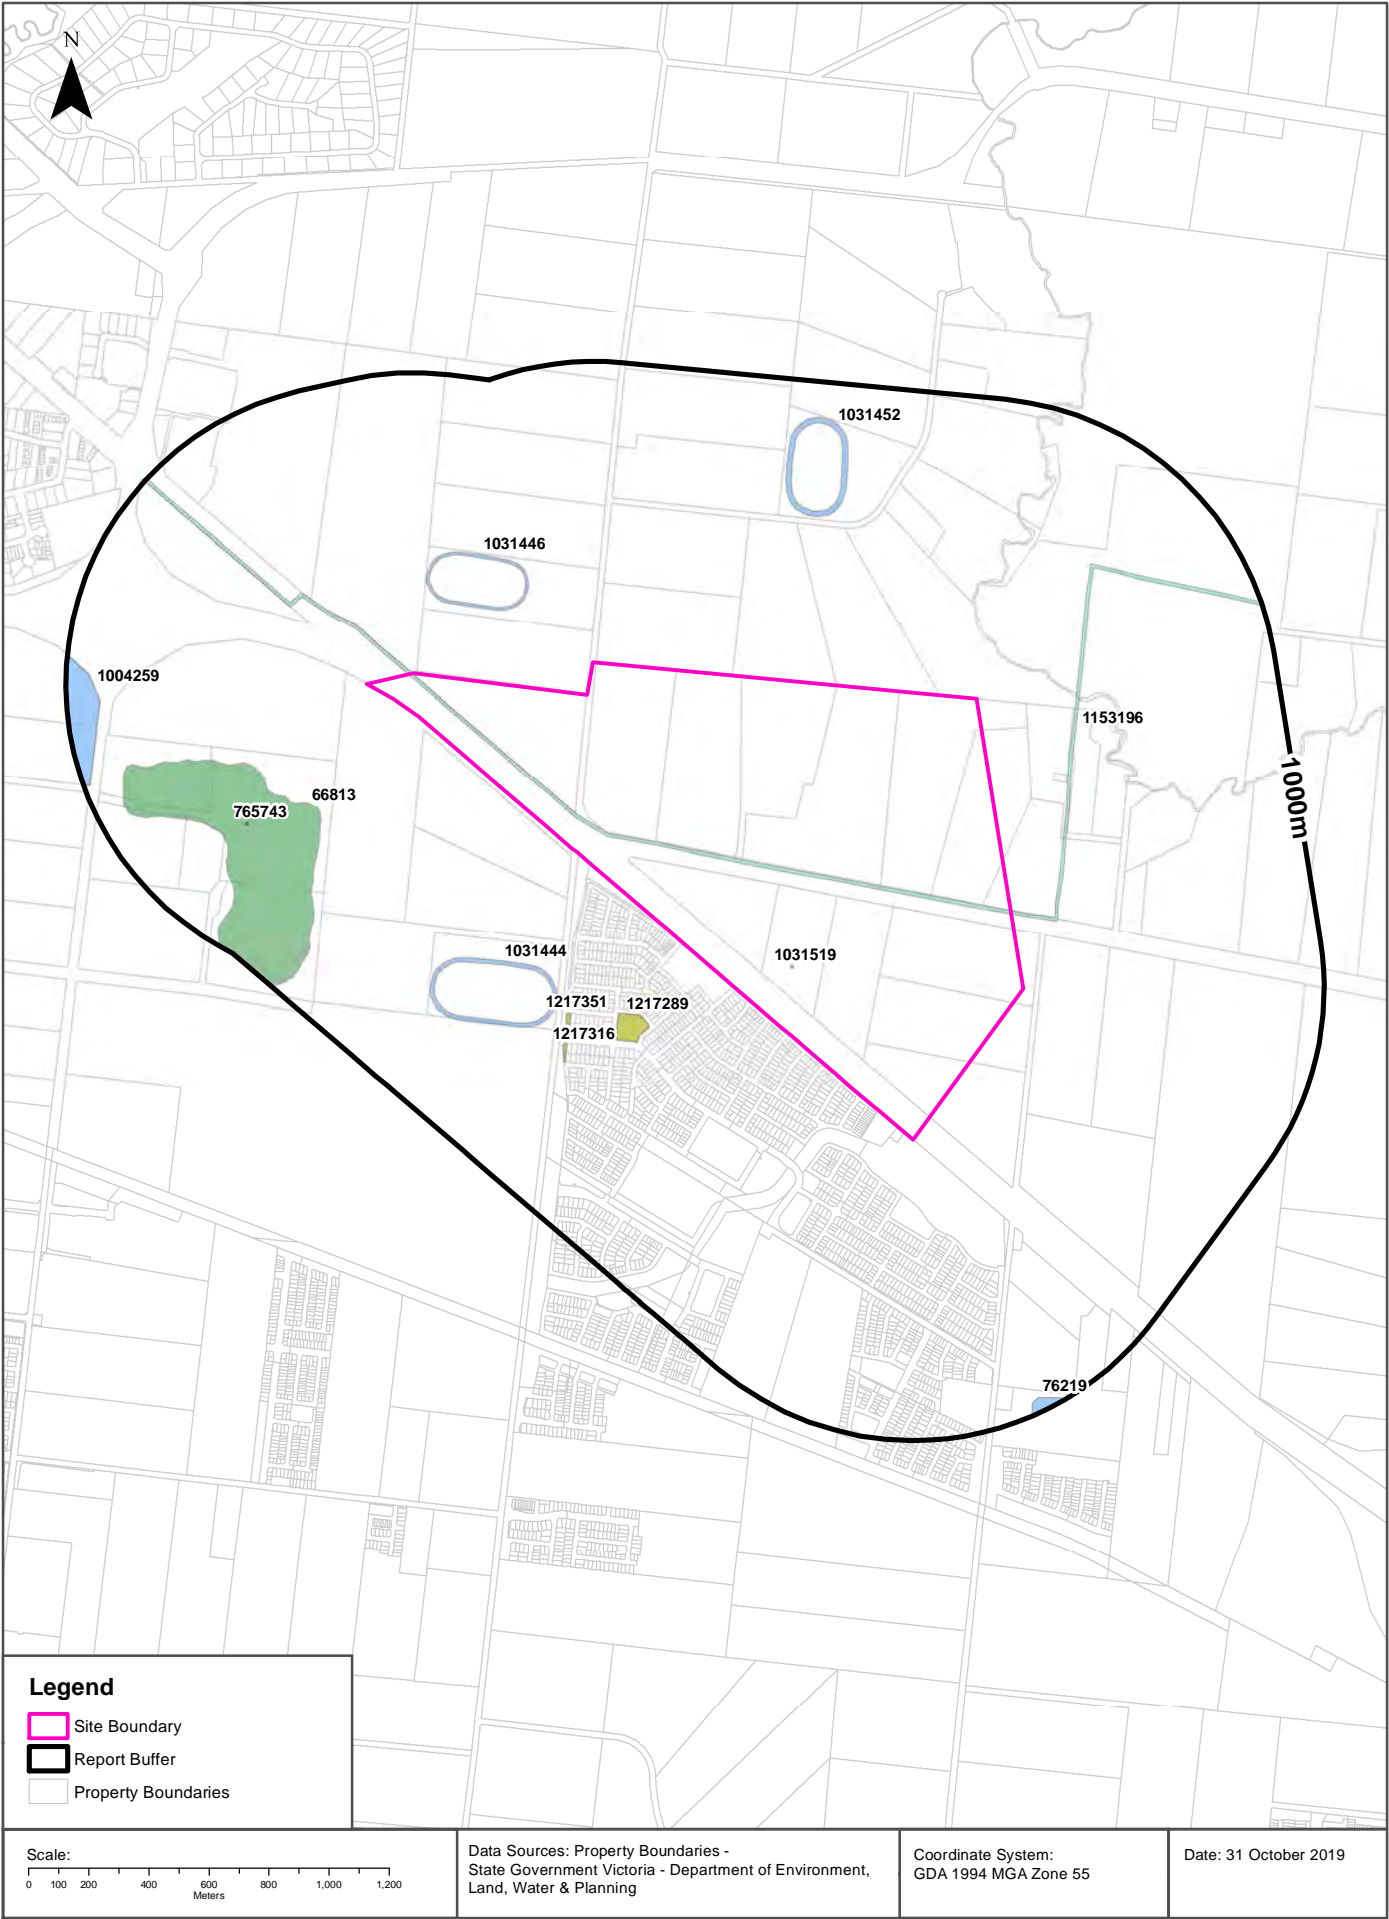 N
1031452
1031446
1004259
1153196
1000m
66813
765743
1031444
1031519
1217351
1217289
1217316
76219
Legend
Site Boundary
Report Buffer
Property Boundaries
Scale:
0 100 200 400 600 800 1,000 1,200
Meters
Data Sources: Property Boundaries -
State Government Victoria - Department of Environment,
Land, Water & Planning
Coordinate System:
GDA 1994 MGA Zone 55
Date: 31 October 2019